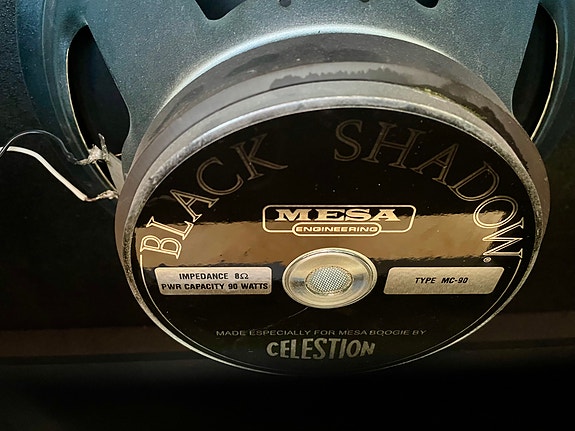 BLACK SHADOW®
MESA
ENGINEERING
IMPEDANCE 8Ω
PWR CAPACITY 90 WATTS
TYPE MC-90
MADE ESPECIALLY FOR MESA BOOGIE BY
CELESTION